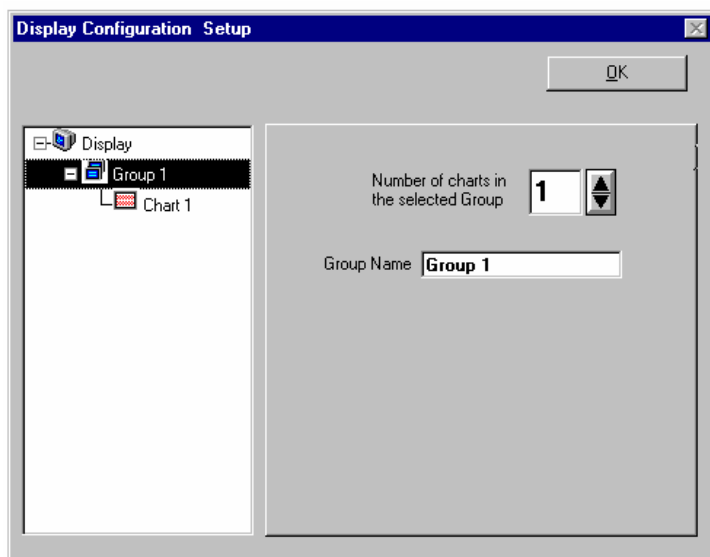 Display Configuration Setup
OK
Display
Group 1
Chart 1
Number of charts in
the selected Group
1
Group Name
Group 1